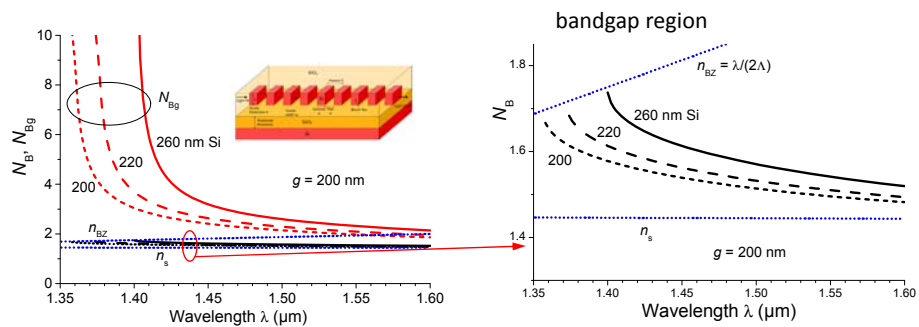 bandgap region
10
8
6
4
2
0
N_B, N_Bg
N_Bg
SiO₂
260 nm Si
220
200
g = 200 nm
n_BZ
n_s
1.35 1.40 1.45 1.50 1.55 1.60
Wavelength λ (µm)
1.8
1.6
1.4
N_B
n_BZ = λ/(2Λ)
260 nm Si
220
200
n_s
g = 200 nm
1.35 1.40 1.45 1.50 1.55 1.60
Wavelength λ (µm)